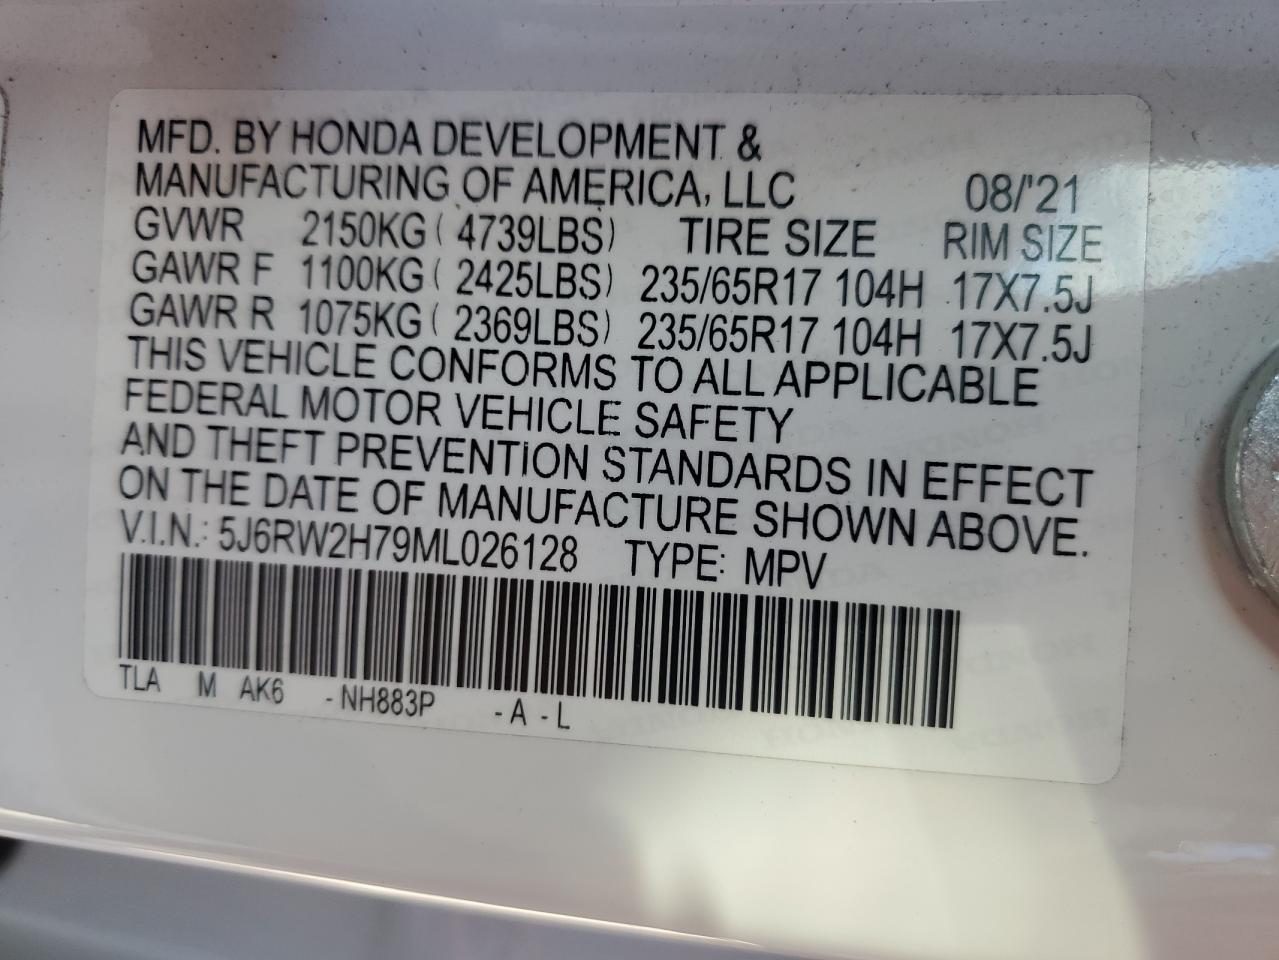 MFD. BY HONDA DEVELOPMENT &
MANUFACTURING OF AMERICA, LLC 08/'21
GVWR 2150KG ( 4739LBS) TIRE SIZE RIM SIZE
GAWR F 1100KG ( 2425LBS) 235/65R17 104H 17X7.5J
GAWR R 1075KG ( 2369LBS) 235/65R17 104H 17X7.5J
THIS VEHICLE CONFORMS TO ALL APPLICABLE
FEDERAL MOTOR VEHICLE SAFETY
AND THEFT PREVENTION STANDARDS IN EFFECT
ON THE DATE OF MANUFACTURE SHOWN ABOVE.
V.I.N.: 5J6RW2H79ML026128 TYPE: MPV
TLA M AK6 -NH883P -A -L